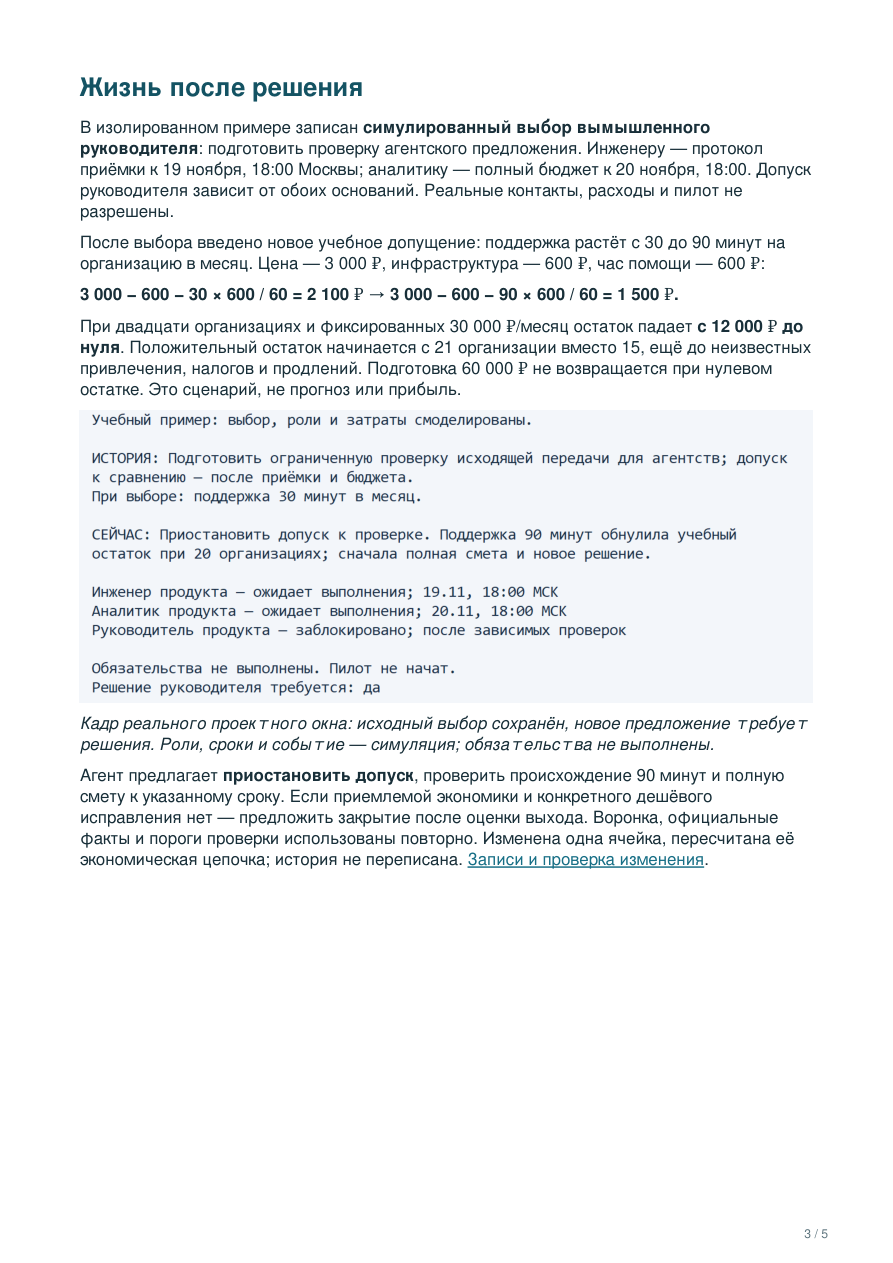 Жизнь после решения
В изолированном примере записан симулированный выбор вымышленного
руководителя: подготовить проверку агентского предложения. Инженеру — протокол
приёмки к 19 ноября, 18:00 Москвы; аналитику — полный бюджет к 20 ноября, 18:00. Допуск
руководителя зависит от обоих оснований. Реальные контакты, расходы и пилот не
разрешены.
После выбора введено новое учебное допущение: поддержка растёт с 30 до 90 минут на
организацию в месяц. Цена — 3 000 ₽, инфраструктура — 600 ₽, час помощи — 600 ₽:
3 000 − 600 − 30 × 600 / 60 = 2 100 ₽ → 3 000 − 600 − 90 × 600 / 60 = 1 500 ₽.
При двадцати организациях и фиксированных 30 000 ₽/месяц остаток падает с 12 000 ₽ до
нуля. Положительный остаток начинается с 21 организации вместо 15, ещё до неизвестных
привлечения, налогов и продлений. Подготовка 60 000 ₽ не возвращается при нулевом
остатке. Это сценарий, не прогноз или прибыль.
Учебный пример: выбор, роли и затраты смоделированы.
ИСТОРИЯ: Подготовить ограниченную проверку исходящей передачи для агентств; допуск
к сравнению — после приёмки и бюджета.
При выборе: поддержка 30 минут в месяц.
СЕЙЧАС: Приостановить допуск к проверке. Поддержка 90 минут обнулила учебный
остаток при 20 организациях; сначала полная смета и новое решение.
Инженер продукта — ожидает выполнения; 19.11, 18:00 МСК
Аналитик продукта — ожидает выполнения; 20.11, 18:00 МСК
Руководитель продукта — заблокировано; после зависимых проверок
Обязательства не выполнены. Пилот не начат.
Решение руководителя требуется: да
Кадр реального проектного окна: исходный выбор сохранён, новое предложение требует
решения. Роли, сроки и событие — симуляция; обязательства не выполнены.
Агент предлагает приостановить допуск, проверить происхождение 90 минут и полную
смету к указанному сроку. Если приемлемой экономики и конкретного дешёвого
исправления нет — предложить закрытие после оценки выхода. Воронка, официальные
факты и пороги проверки использованы повторно. Изменена одна ячейка, пересчитана её
экономическая цепочка; история не переписана. Записи и проверка изменения.
3 / 5